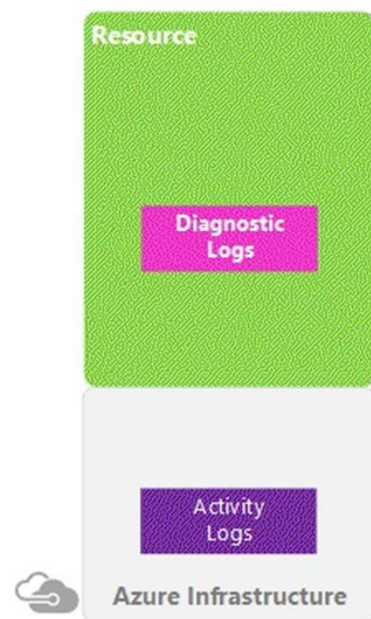 Resource
Diagnostic
Logs
Activity
Logs
Azure Infrastructure